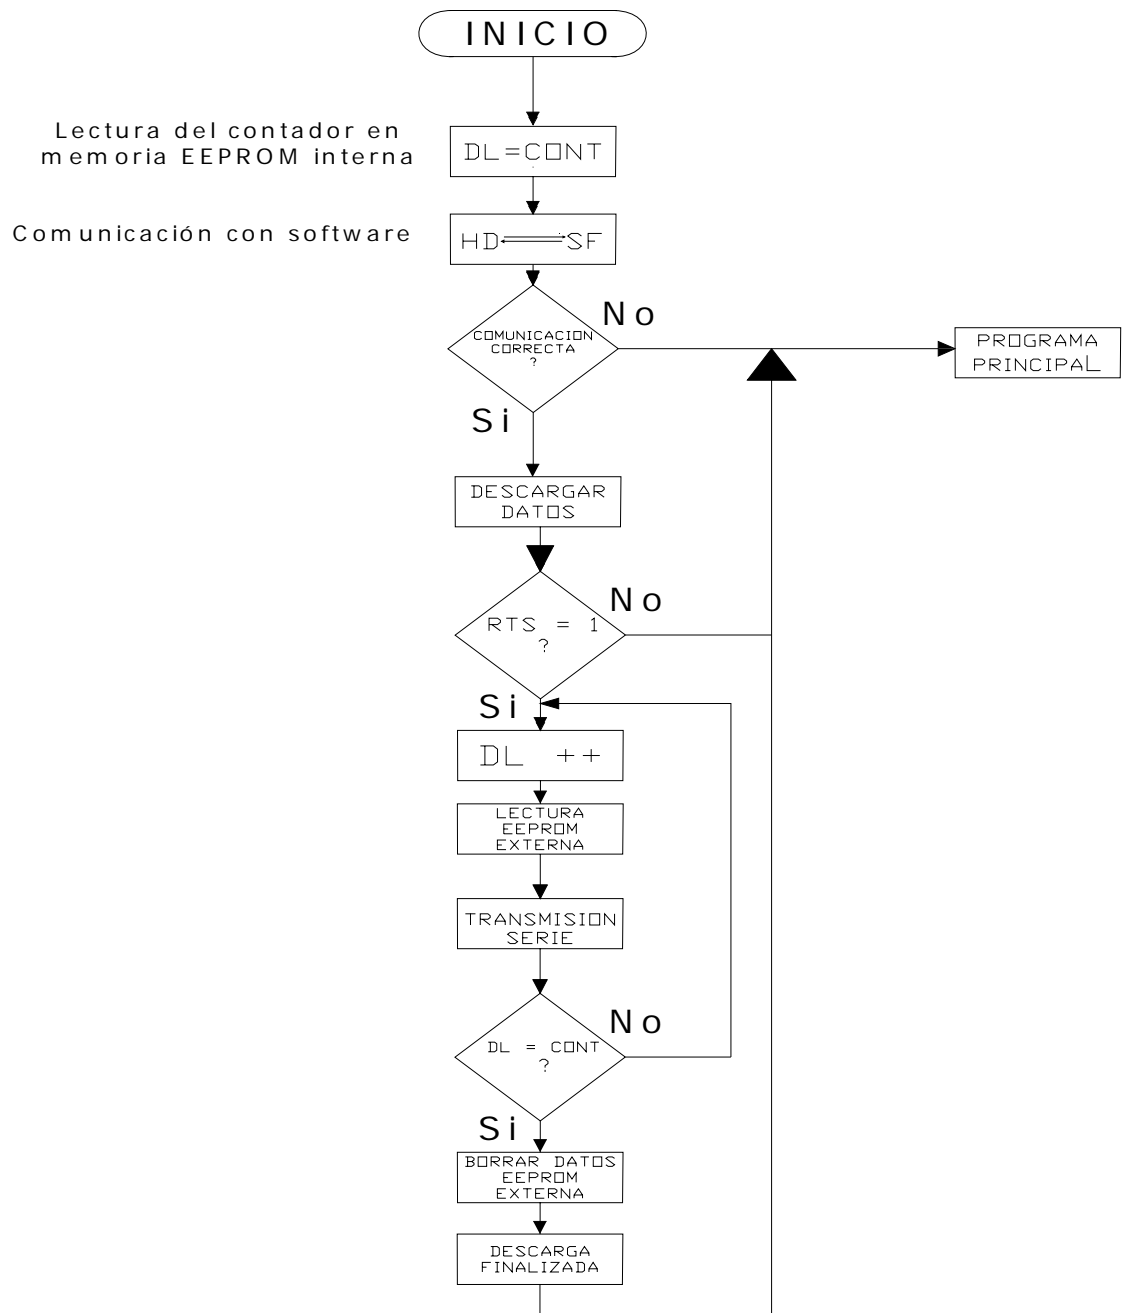 INICIO
Lectura del contador en
memoria EEPROM interna
DL=CONT
Comunicación con software
HD SF
No
COMUNICACION
CORRECTA
?
PROGRAMA
PRINCIPAL
Si
DESCARGAR
DATOS
No
RTS = 1
?
Si
DL ++
LECTURA
EEPROM
EXTERNA
TRANSMISION
SERIE
No
DL = CONT
?
Si
BORRAR DATOS
EEPROM
EXTERNA
DESCARGA
FINALIZADA